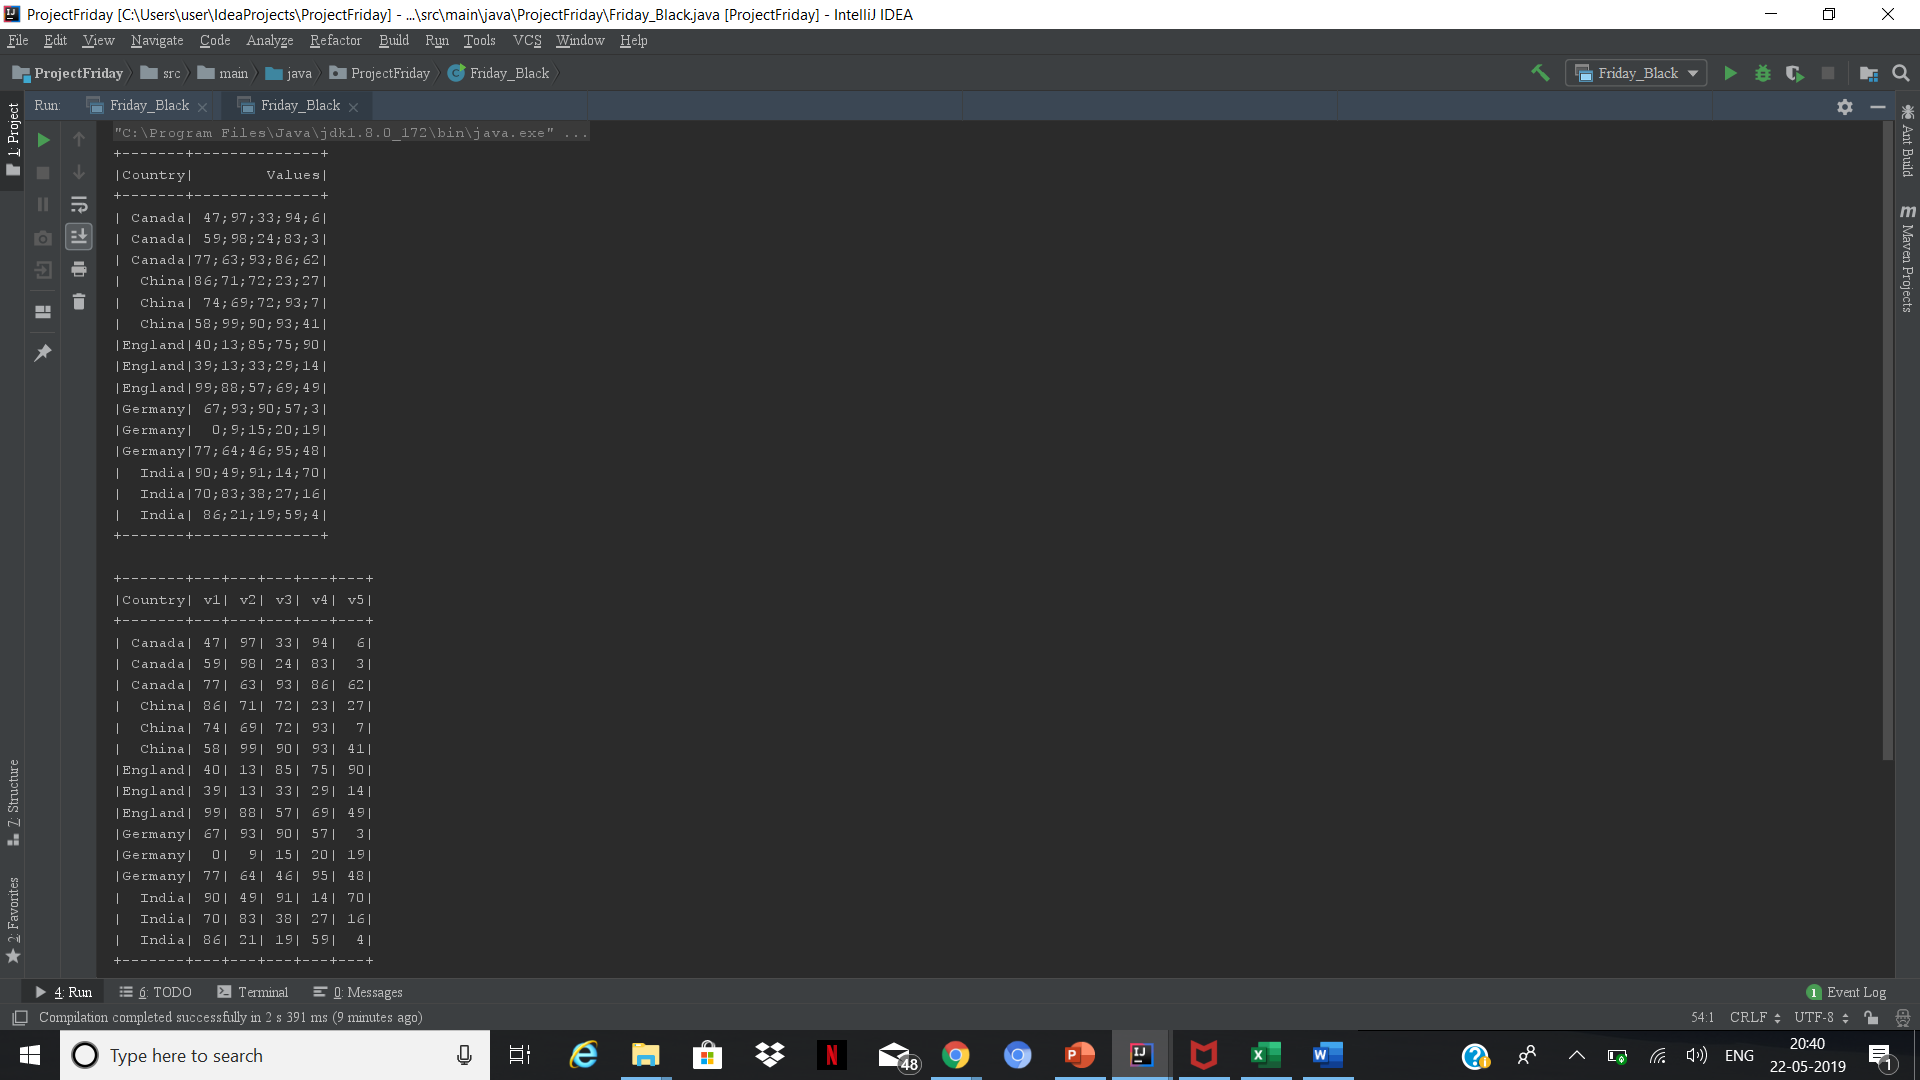 ProjectFriday [C:\Users\user\IdeaProjects\ProjectFriday] - ...\src\main\java\ProjectFriday\Friday_Black.java [ProjectFriday] - IntelliJ IDEA
File Edit View Navigate Code Analyze Refactor Build Run Tools VCS Window Help
ProjectFriday src main java ProjectFriday Friday_Black Friday_Black
Run: Friday_Black Friday_Black
1: Project
Ant Build
Maven Projects
7: Structure
2: Favorites
"C:\Program Files\Java\jdk1.8.0_172\bin\java.exe" ...
+-------+--------------+
|Country|        Values|
+-------+--------------+
| Canada| 47;97;33;94;6|
| Canada| 59;98;24;83;3|
| Canada|77;63;93;86;62|
|  China|86;71;72;23;27|
|  China| 74;69;72;93;7|
|  China|58;99;90;93;41|
|England|40;13;85;75;90|
|England|39;13;33;29;14|
|England|99;88;57;69;49|
|Germany| 67;93;90;57;3|
|Germany|  0;9;15;20;19|
|Germany|77;64;46;95;48|
|  India|90;49;91;14;70|
|  India|70;83;38;27;16|
|  India| 86;21;19;59;4|
+-------+--------------+
+-------+---+---+---+---+---+
|Country| v1| v2| v3| v4| v5|
+-------+---+---+---+---+---+
| Canada| 47| 97| 33| 94|  6|
| Canada| 59| 98| 24| 83|  3|
| Canada| 77| 63| 93| 86| 62|
|  China| 86| 71| 72| 23| 27|
|  China| 74| 69| 72| 93|  7|
|  China| 58| 99| 90| 93| 41|
|England| 40| 13| 85| 75| 90|
|England| 39| 13| 33| 29| 14|
|England| 99| 88| 57| 69| 49|
|Germany| 67| 93| 90| 57|  3|
|Germany|  0|  9| 15| 20| 19|
|Germany| 77| 64| 46| 95| 48|
|  India| 90| 49| 91| 14| 70|
|  India| 70| 83| 38| 27| 16|
|  India| 86| 21| 19| 59|  4|
+-------+---+---+---+---+---+
4: Run 6: TODO Terminal 0: Messages 1 Event Log
Compilation completed successfully in 2 s 391 ms (9 minutes ago) 54:1 CRLF UTF-8
Type here to search 48 ENG 20:40
22-05-2019 1